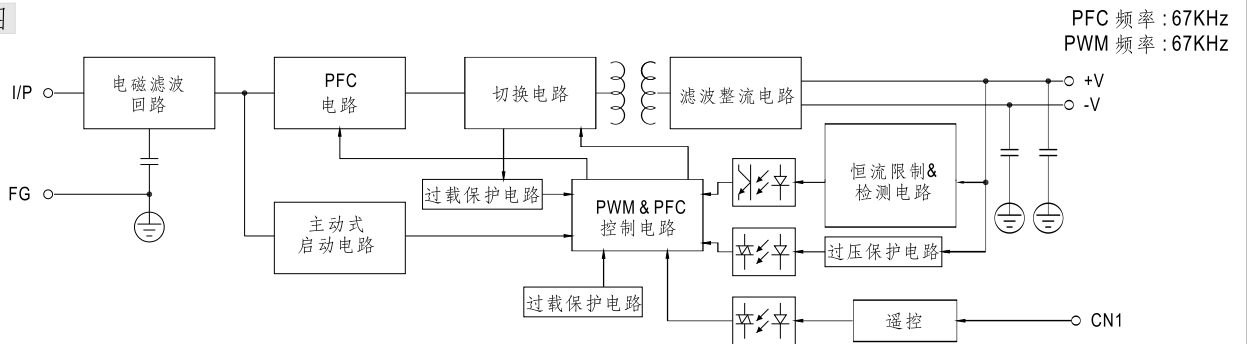 图
PFC 频率 : 67KHz
PWM 频率 : 67KHz
I/P
电磁滤波
回路
PFC
电路
切换电路
滤波整流电路
+V
-V
FG
过载保护电路
主动式
启动电路
PWM & PFC
控制电路
恒流限制&
检测电路
过压保护电路
过载保护电路
遥控
CN1